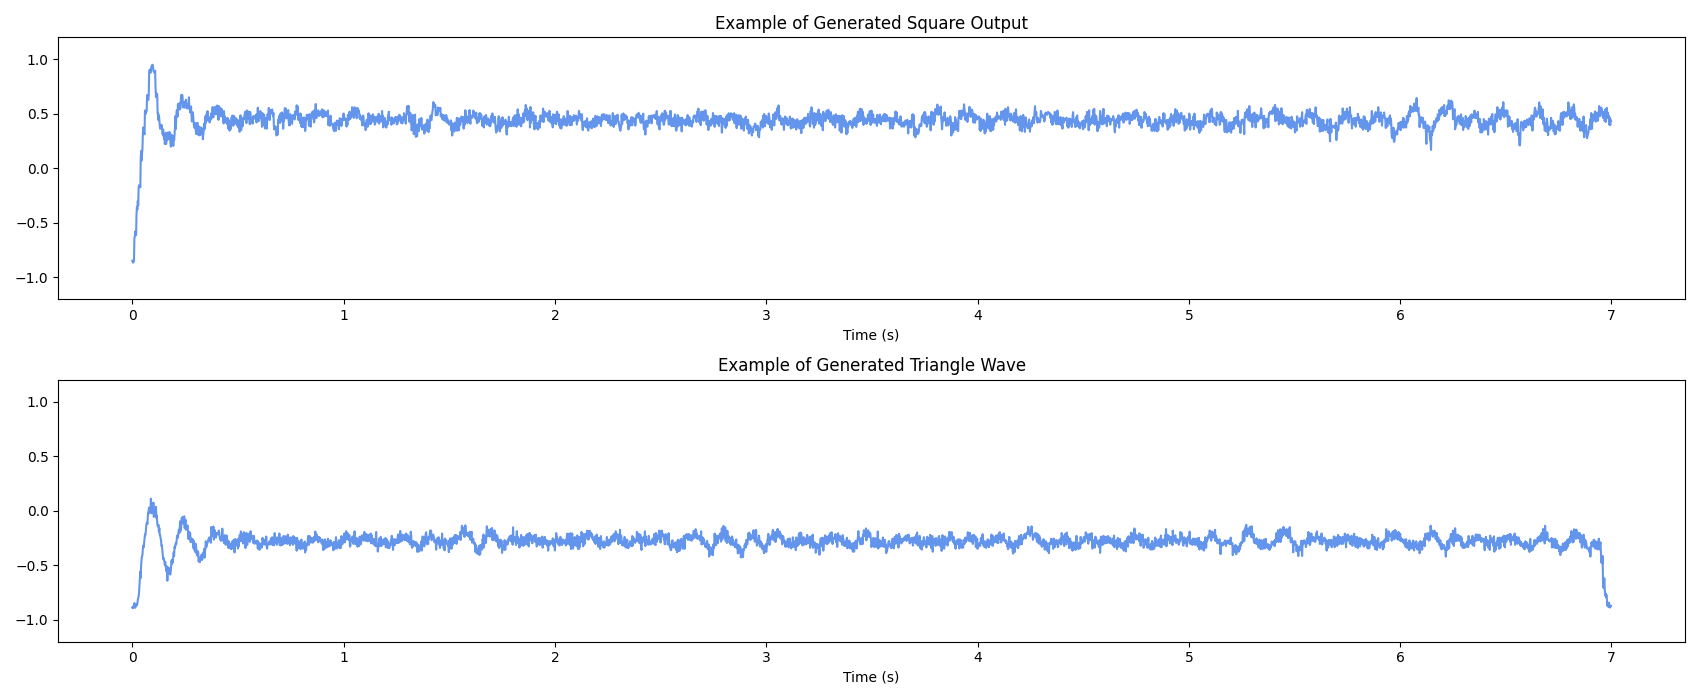 Example of Generated Square Output
1.0
0.5
0.0
−0.5
−1.0
0 1 2 3 4 5 6 7
Time (s)
Example of Generated Triangle Wave
1.0
0.5
0.0
−0.5
−1.0
0 1 2 3 4 5 6 7
Time (s)